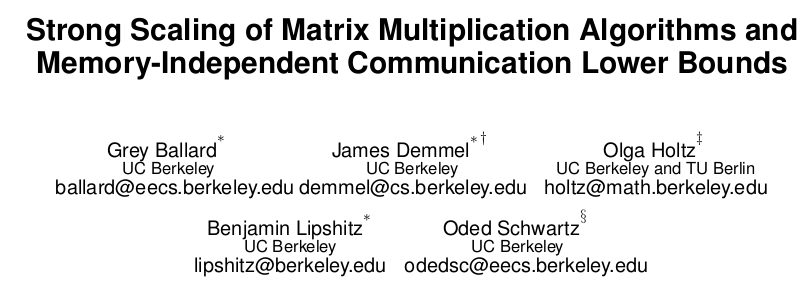 Strong Scaling of Matrix Multiplication Algorithms and
Memory-Independent Communication Lower Bounds
Grey Ballard* James Demmel*† Olga Holtz‡
UC Berkeley UC Berkeley UC Berkeley and TU Berlin
ballard@eecs.berkeley.edu demmel@cs.berkeley.edu holtz@math.berkeley.edu
Benjamin Lipshitz* Oded Schwartz§
UC Berkeley UC Berkeley
lipshitz@berkeley.edu odedsc@eecs.berkeley.edu